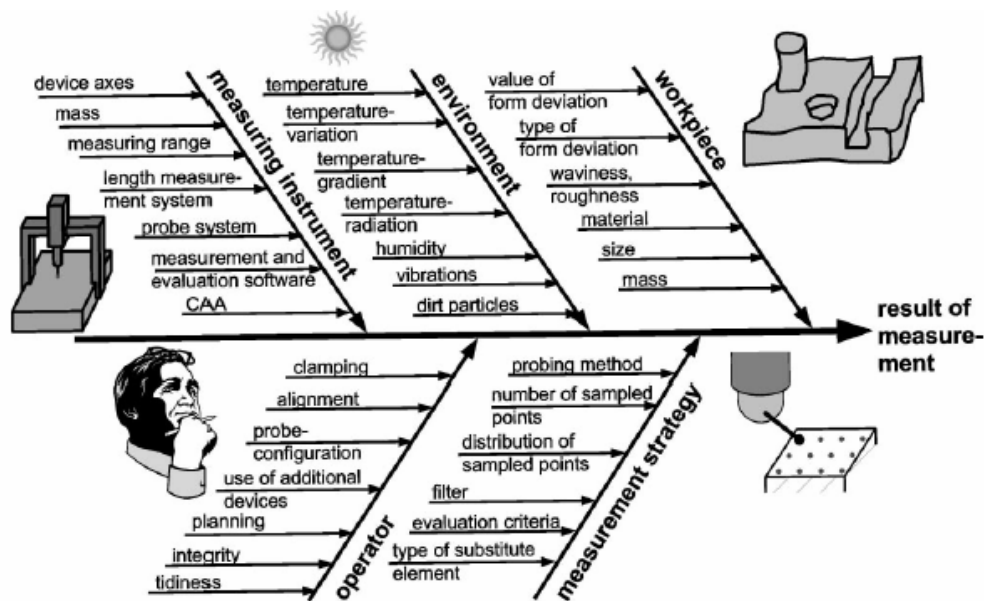 device axes
mass
measuring range
length measure-
ment system
probe system
measurement and
evaluation software
CAA
measuring instrument
temperature
temperature-
variation
temperature-
gradient
temperature-
radiation
humidity
vibrations
dirt particles
environment
value of
form deviation
type of
form deviation
waviness,
roughness
material
size
mass
workpiece
result of
measure-
ment
clamping
alignment
probe-
configuration
use of additional
devices
planning
integrity
tidiness
operator
probing method
number of sampled
points
distribution of
sampled points
filter
evaluation criteria
type of substitute
element
measurement strategy